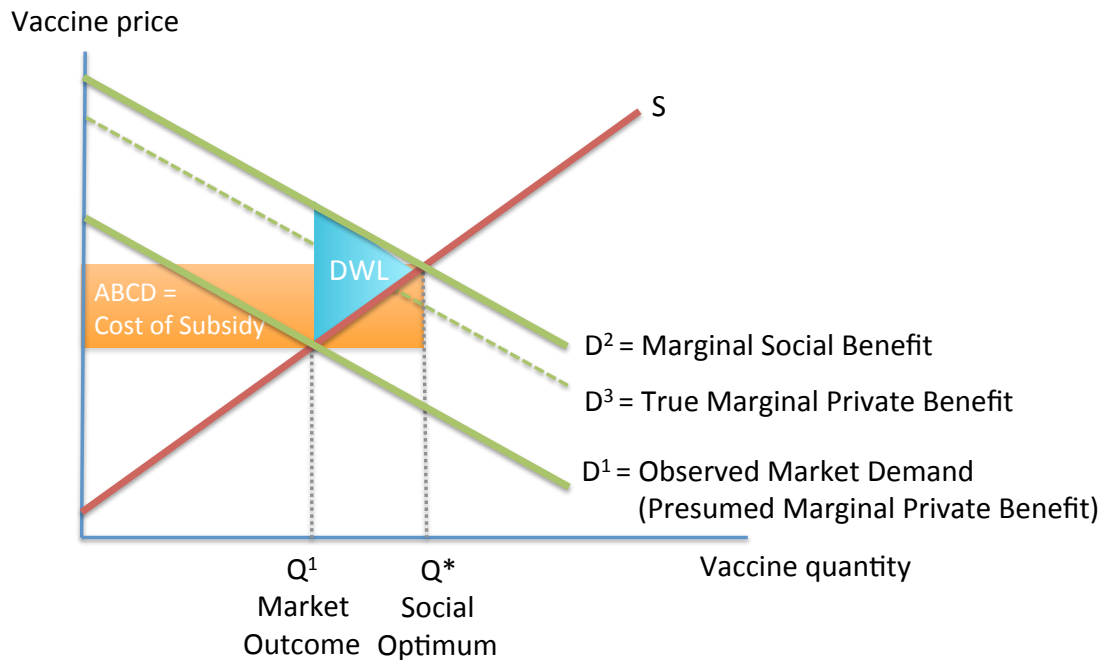 Vaccine price
S
DWL
ABCD =
Cost of Subsidy
D² = Marginal Social Benefit
D³ = True Marginal Private Benefit
D¹ = Observed Market Demand
(Presumed Marginal Private Benefit)
Q¹
Market
Outcome
Q*
Social
Optimum
Vaccine quantity